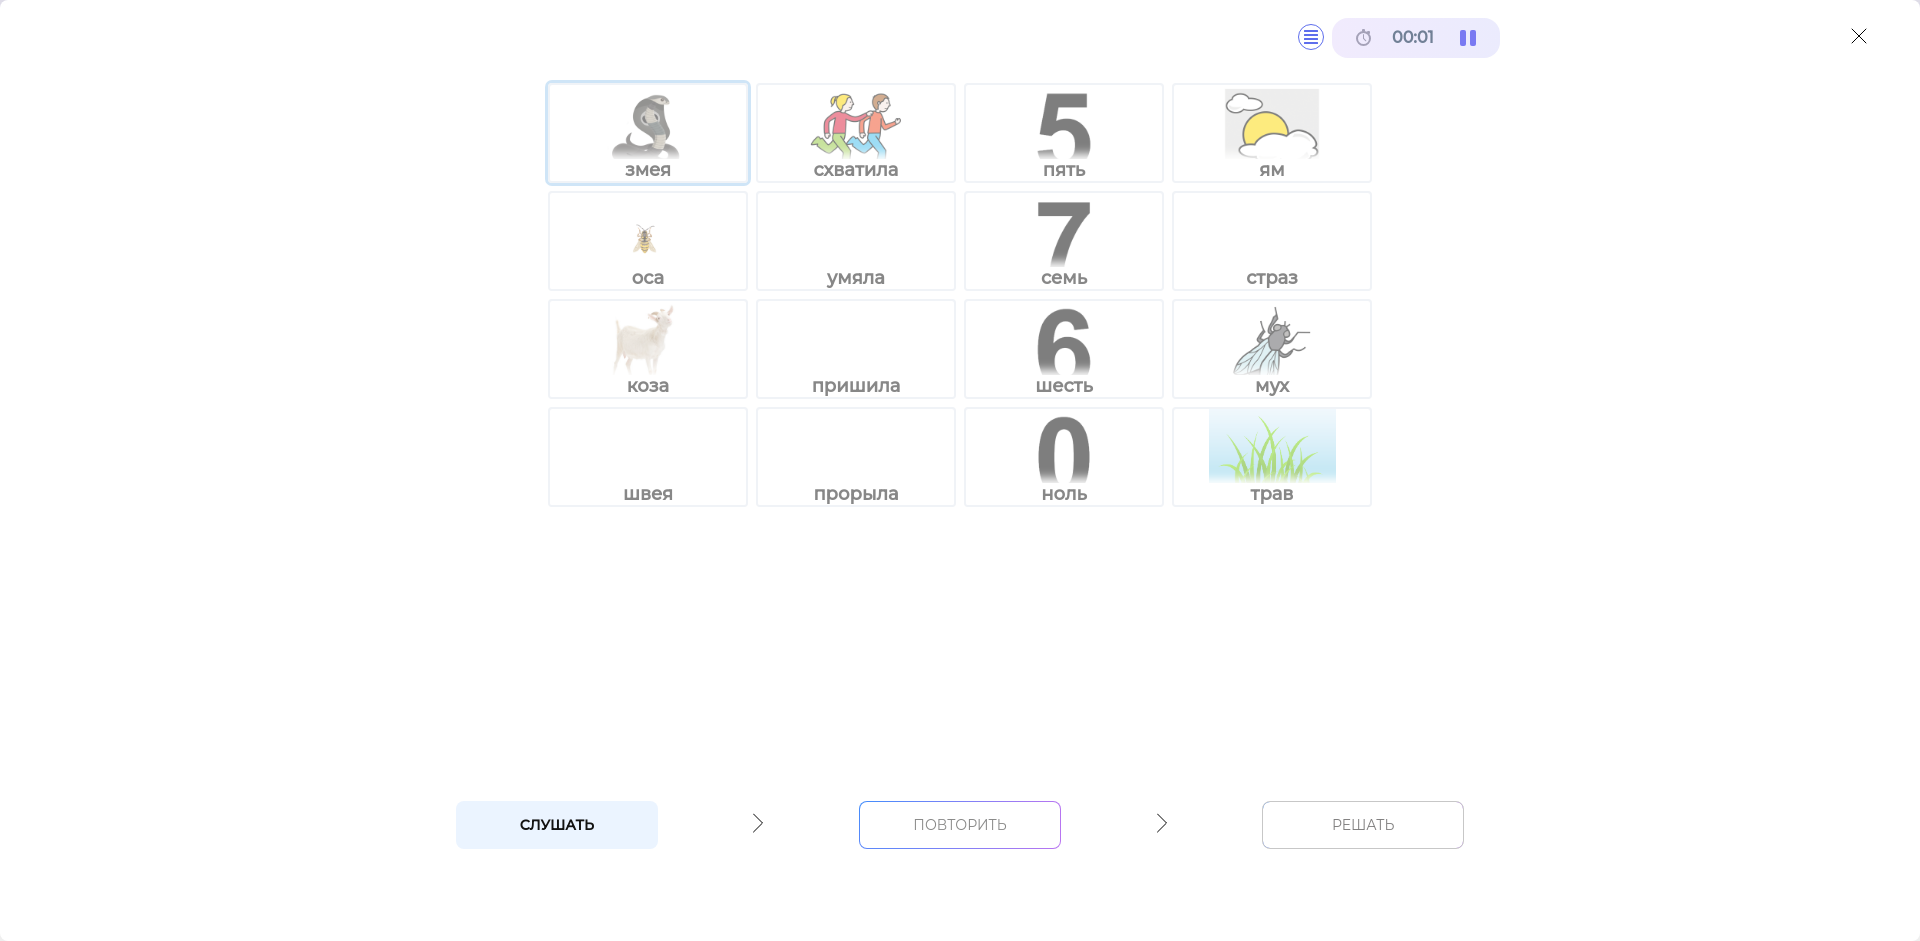 00:01
змея схватила 5 пять ям
оса умяла 7 семь страз
коза пришила 6 шесть мух
швея прорыла 0 ноль трав
СЛУШАТЬ ПОВТОРИТЬ РЕШАТЬ